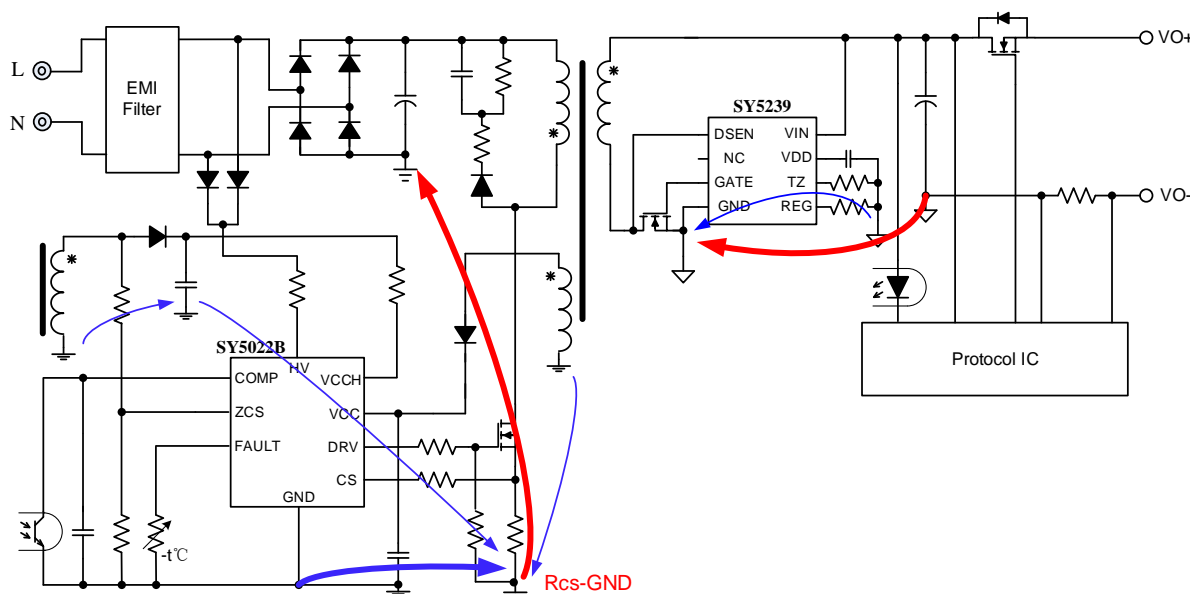 VO+
L
EMI
Filter
N
SY5239
DSEN
VIN
NC
VDD
GATE
TZ
GND
REG
VO-
*
*
*
*
SY5022B
HV
COMP
VCCH
ZCS
VCC
FAULT
DRV
CS
GND
Protocol IC
-t℃
Rcs-GND